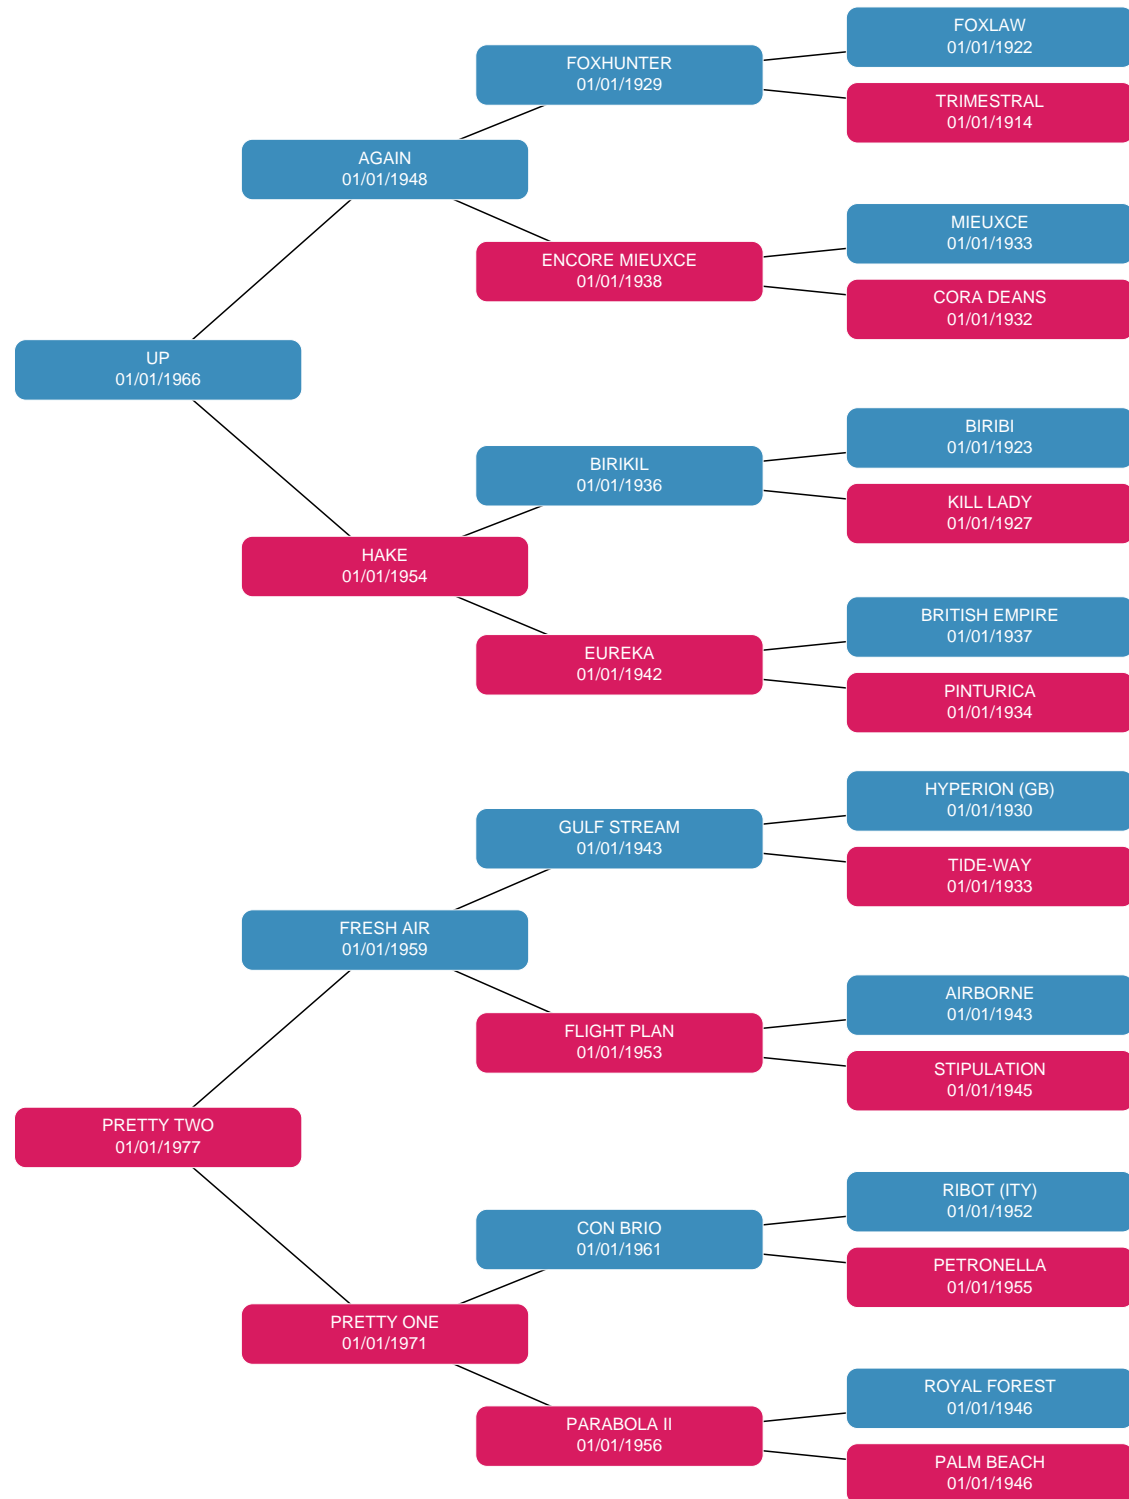 FOXLAW
01/01/1922
FOXHUNTER
01/01/1929
TRIMESTRAL
01/01/1914
AGAIN
01/01/1948
MIEUXCE
01/01/1933
ENCORE MIEUXCE
01/01/1938
CORA DEANS
01/01/1932
UP
01/01/1966
BIRIBI
01/01/1923
BIRIKIL
01/01/1936
KILL LADY
01/01/1927
HAKE
01/01/1954
BRITISH EMPIRE
01/01/1937
EUREKA
01/01/1942
PINTURICA
01/01/1934
HYPERION (GB)
01/01/1930
GULF STREAM
01/01/1943
TIDE-WAY
01/01/1933
FRESH AIR
01/01/1959
AIRBORNE
01/01/1943
FLIGHT PLAN
01/01/1953
STIPULATION
01/01/1945
PRETTY TWO
01/01/1977
RIBOT (ITY)
01/01/1952
CON BRIO
01/01/1961
PETRONELLA
01/01/1955
PRETTY ONE
01/01/1971
ROYAL FOREST
01/01/1946
PARABOLA II
01/01/1956
PALM BEACH
01/01/1946